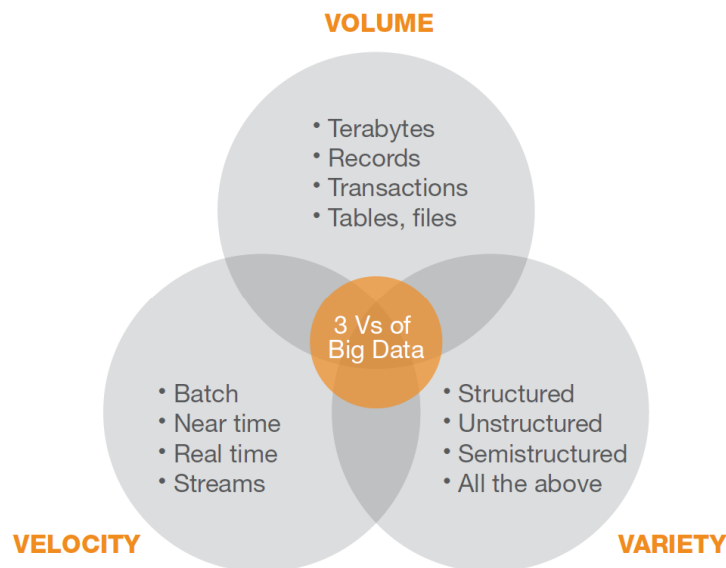 VOLUME
• Terabytes
• Records
• Transactions
• Tables, files
3 Vs of
Big Data
• Batch
• Near time
• Real time
• Streams
• Structured
• Unstructured
• Semistructured
• All the above
VELOCITY
VARIETY